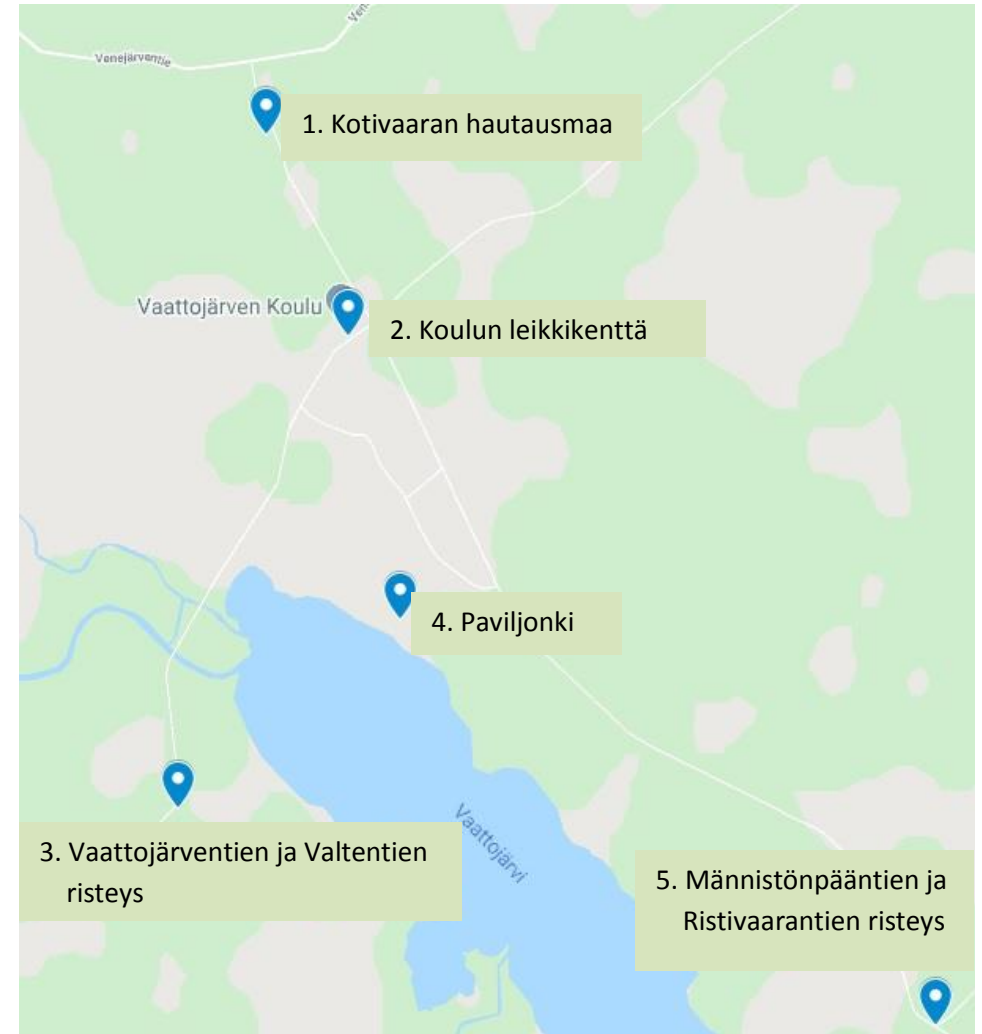 Venejärventie
1. Kotivaaran hautausmaa
Vaattojärven Koulu
2. Koulun leikkikenttä
4. Paviljonki
Vaattojärvi
3. Vaattojärventien ja Valtentien
risteys
5. Männistönpääntien ja
Ristivaarantien risteys